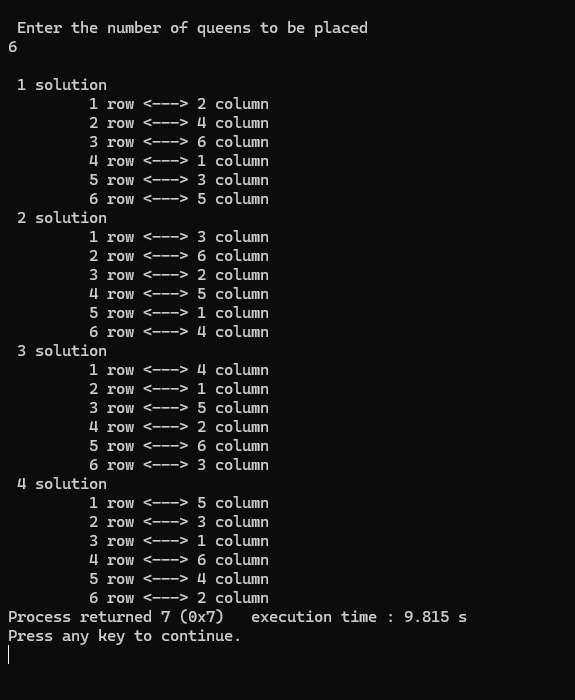 Enter the number of queens to be placed
6
1 solution
1 row <---> 2 column
2 row <---> 4 column
3 row <---> 6 column
4 row <---> 1 column
5 row <---> 3 column
6 row <---> 5 column
2 solution
1 row <---> 3 column
2 row <---> 6 column
3 row <---> 2 column
4 row <---> 5 column
5 row <---> 1 column
6 row <---> 4 column
3 solution
1 row <---> 4 column
2 row <---> 1 column
3 row <---> 5 column
4 row <---> 2 column
5 row <---> 6 column
6 row <---> 3 column
4 solution
1 row <---> 5 column
2 row <---> 3 column
3 row <---> 1 column
4 row <---> 6 column
5 row <---> 4 column
6 row <---> 2 column
Process returned 7 (0x7)   execution time : 9.815 s
Press any key to continue.